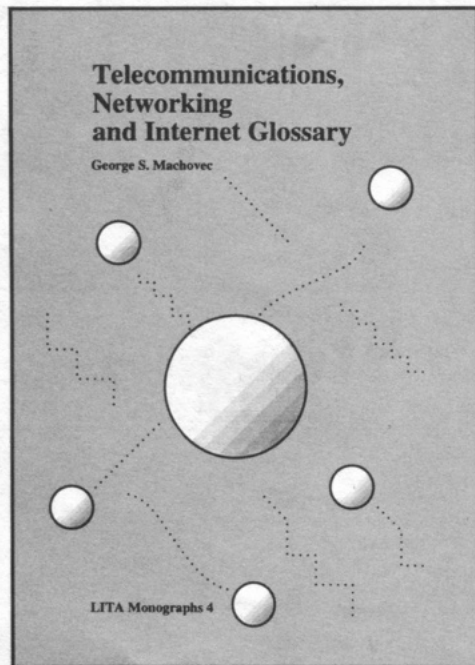 Telecommunications,
Networking
and Internet Glossary
George S. Machovec
LITA Monographs 4